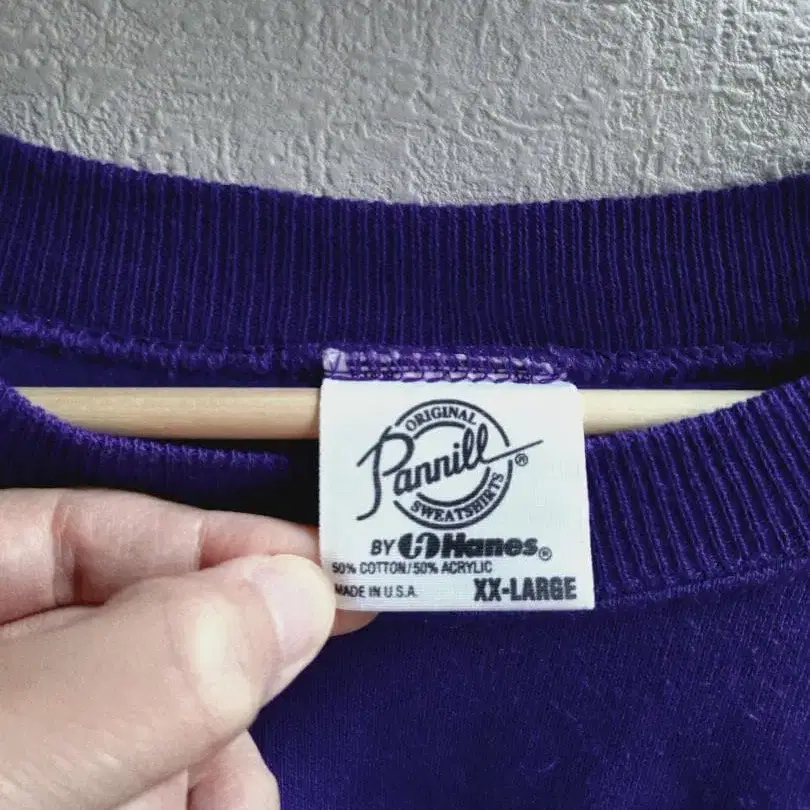 ORIGINAL
Pannill ®
SWEATSHIRTS
BY Hanes®
50% COTTON/50% ACRYLIC
MADE IN U.S.A. XX-LARGE